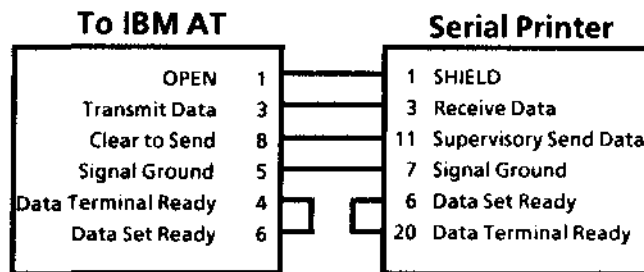 To IBM AT Serial Printer
OPEN 1 1 SHIELD
Transmit Data 3 3 Receive Data
Clear to Send 8 11 Supervisory Send Data
Signal Ground 5 7 Signal Ground
Data Terminal Ready 4 6 Data Set Ready
Data Set Ready 6 20 Data Terminal Ready